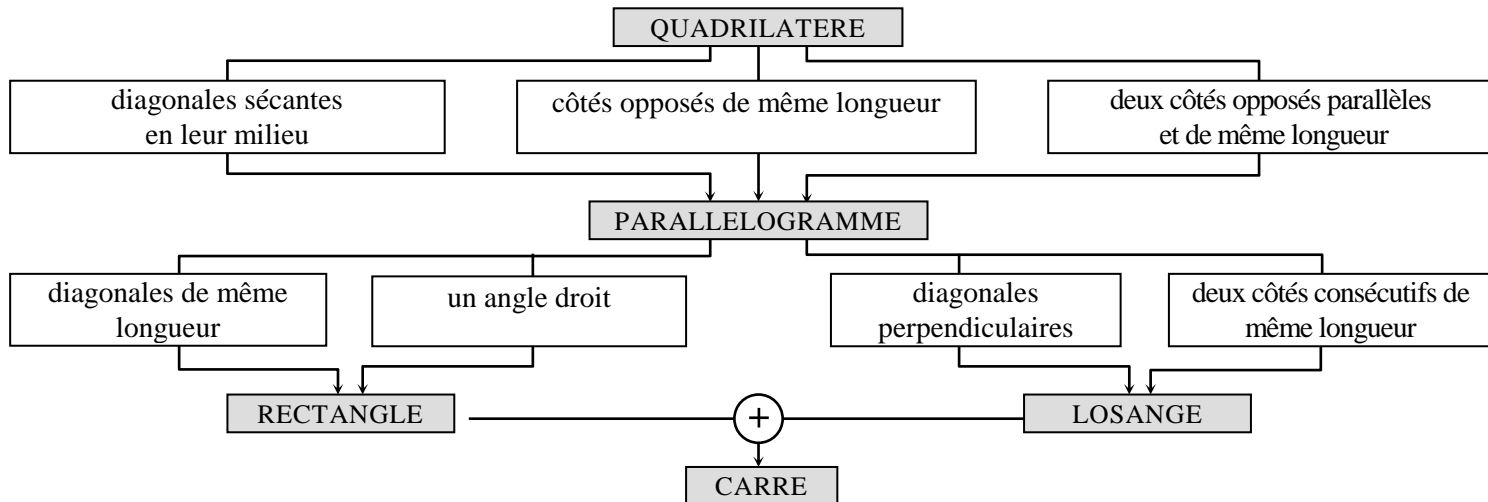 QUADRILATERE
diagonales sécantes
en leur milieu
côtés opposés de même longueur
deux côtés opposés parallèles
et de même longueur
PARALLELOGRAMME
diagonales de même
longueur
un angle droit
diagonales
perpendiculaires
deux côtés consécutifs de
même longueur
RECTANGLE
+
LOSANGE
CARRE